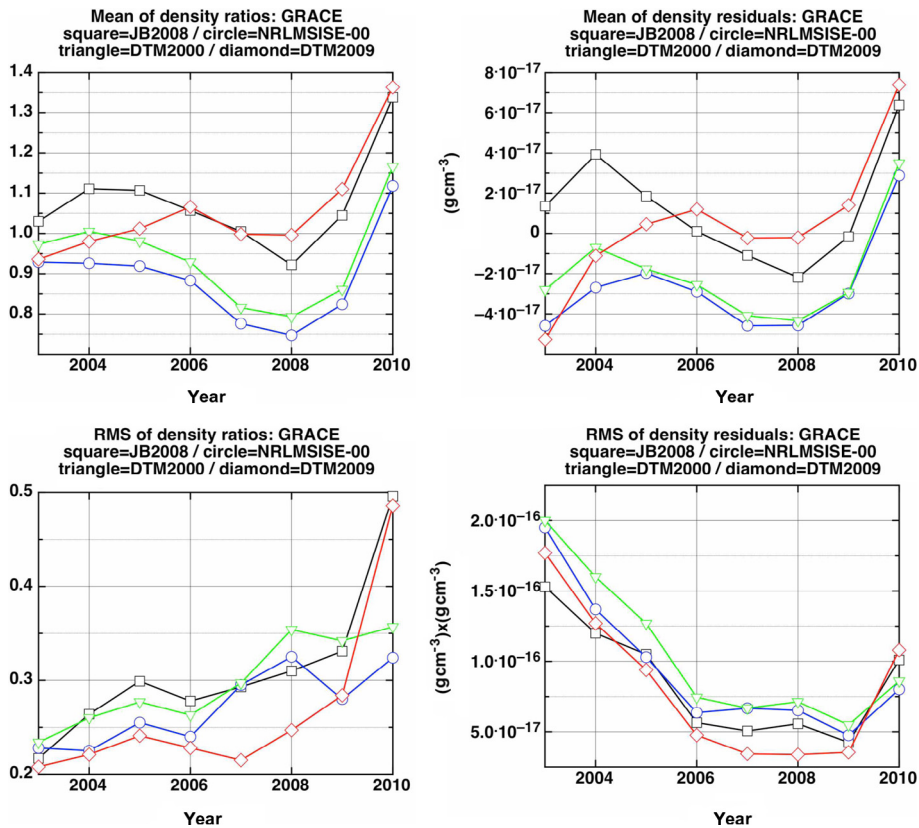 Mean of density ratios: GRACE
square=JB2008 / circle=NRLMSISE-00
triangle=DTM2000 / diamond=DTM2009
1.4
1.3
1.2
1.1
1.0
0.9
0.8
2004 2006 2008 2010
Year
Mean of density residuals: GRACE
square=JB2008 / circle=NRLMSISE-00
triangle=DTM2000 / diamond=DTM2009
(gcm⁻³)
8·10⁻¹⁷
6·10⁻¹⁷
4·10⁻¹⁷
2·10⁻¹⁷
0
−2·10⁻¹⁷
−4·10⁻¹⁷
2004 2006 2008 2010
Year
RMS of density ratios: GRACE
square=JB2008 / circle=NRLMSISE-00
triangle=DTM2000 / diamond=DTM2009
0.5
0.4
0.3
0.2
2004 2006 2008 2010
Year
RMS of density residuals: GRACE
square=JB2008 / circle=NRLMSISE-00
triangle=DTM2000 / diamond=DTM2009
(gcm⁻³)x(gcm⁻³)
2.0·10⁻¹⁶
1.5·10⁻¹⁶
1.0·10⁻¹⁶
5.0·10⁻¹⁷
2004 2006 2008 2010
Year